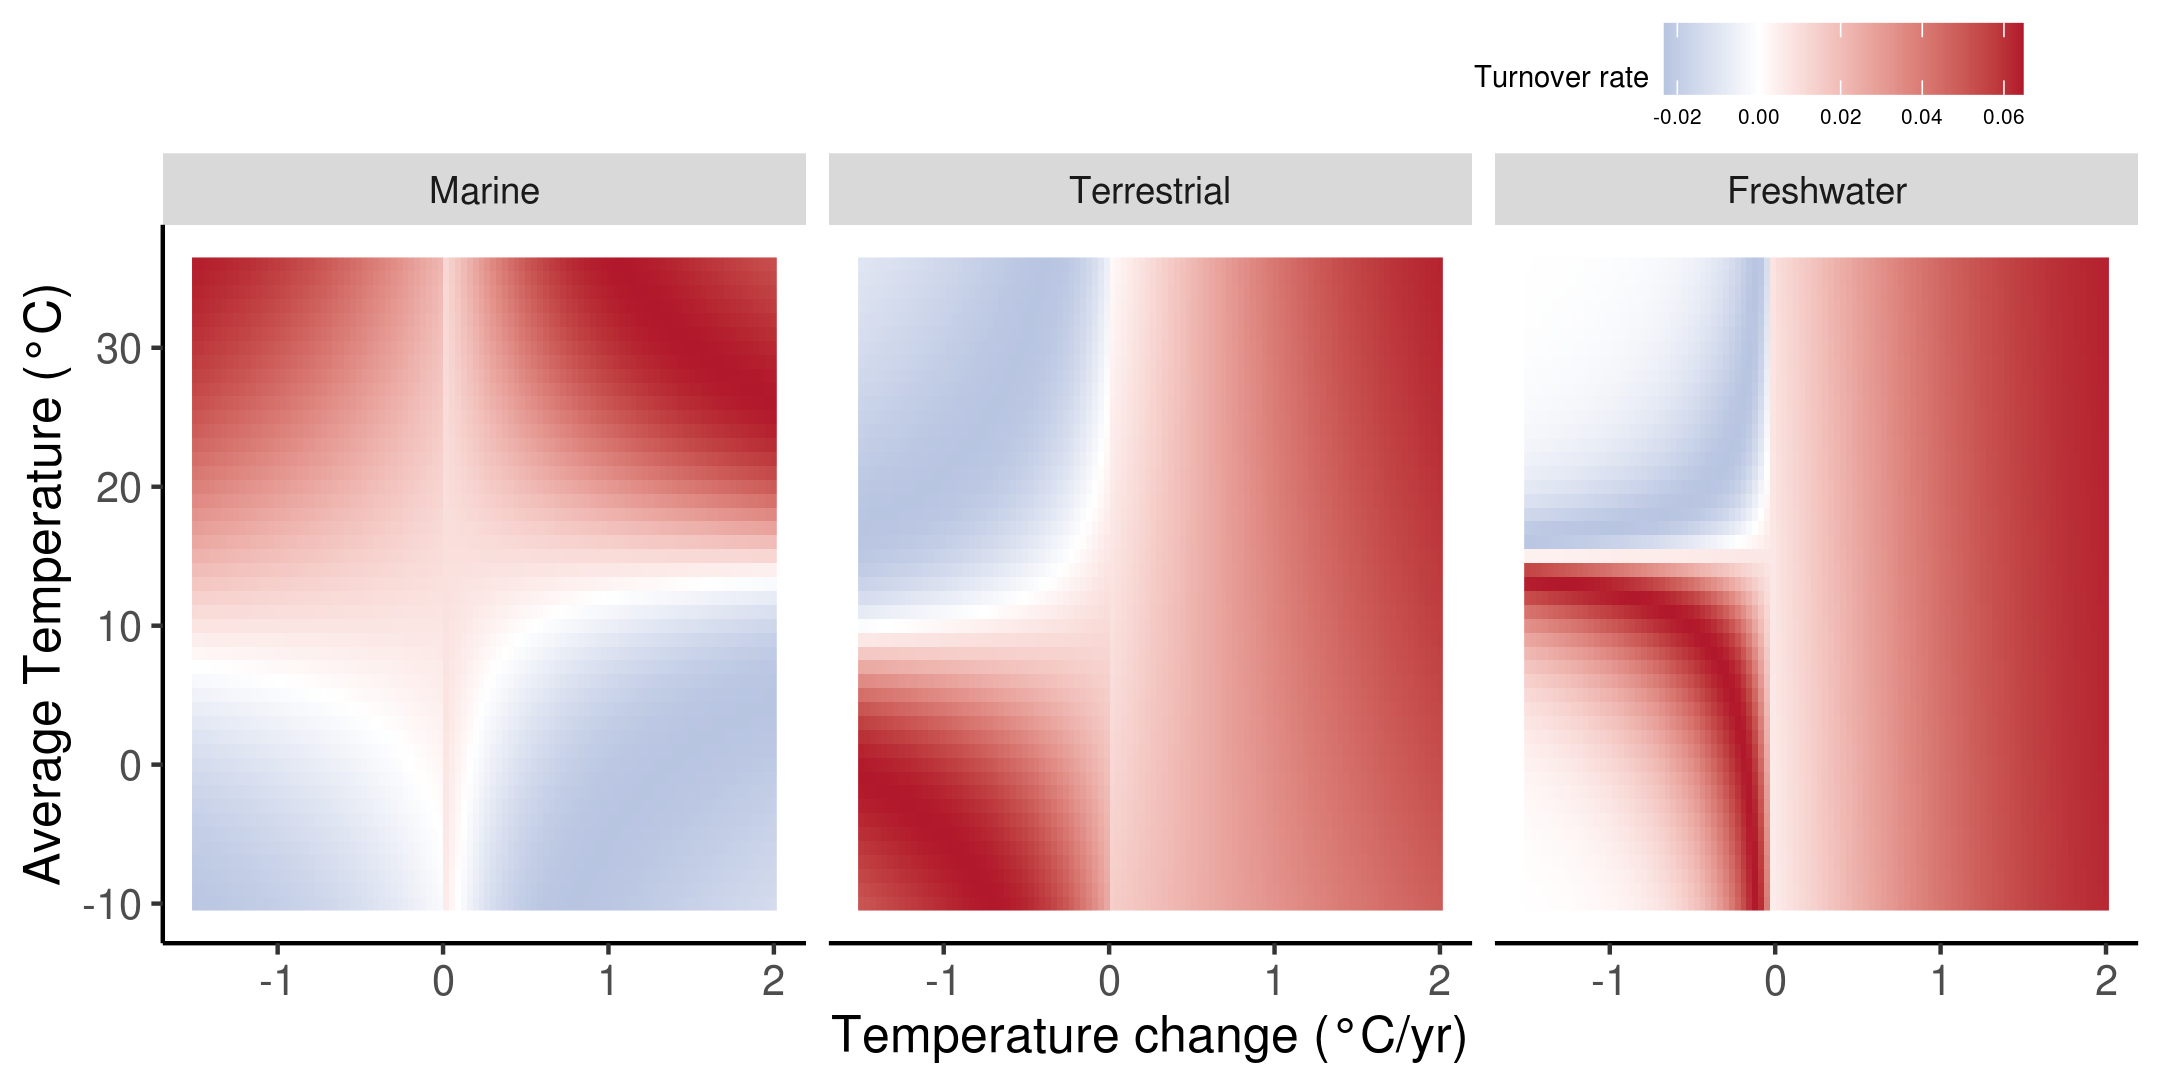 Turnover rate
-0.02 0.00 0.02 0.04 0.06
Marine Terrestrial Freshwater
Average Temperature (°C)
30
20
10
0
-10
-1 0 1 2 -1 0 1 2 -1 0 1 2
Temperature change (°C/yr)